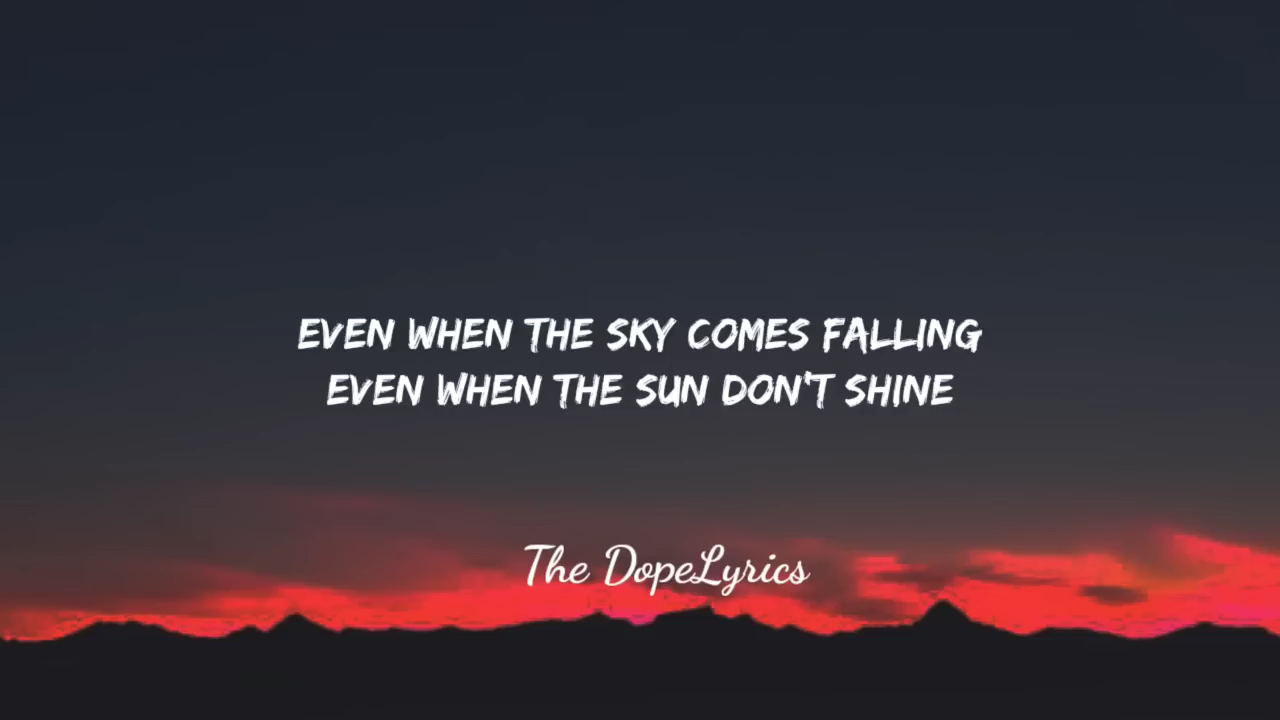 EVEN WHEN THE SKY COMES FALLING
EVEN WHEN THE SUN DON'T SHINE
The DopeLyrics